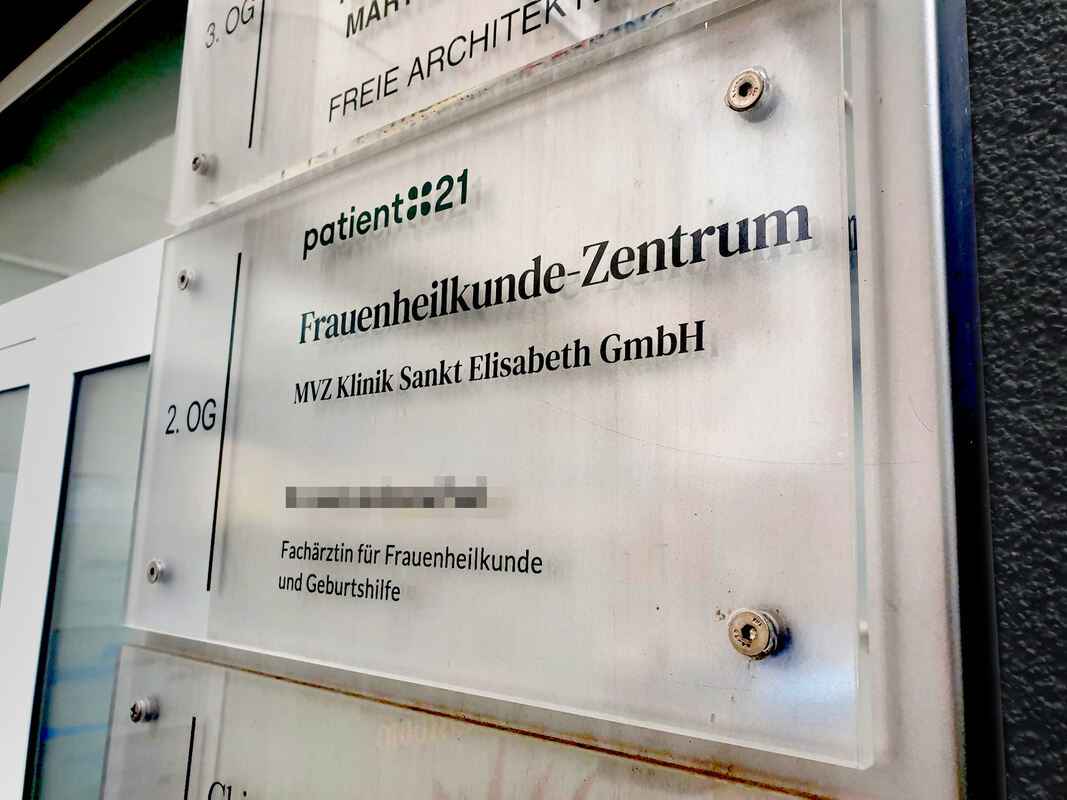 3. OG
FREIE ARCHITEKT
patient 21
Frauenheilkunde-Zentrum
MVZ Klinik Sankt Elisabeth GmbH
2. OG
Fachärztin für Frauenheilkunde
und Geburtshilfe